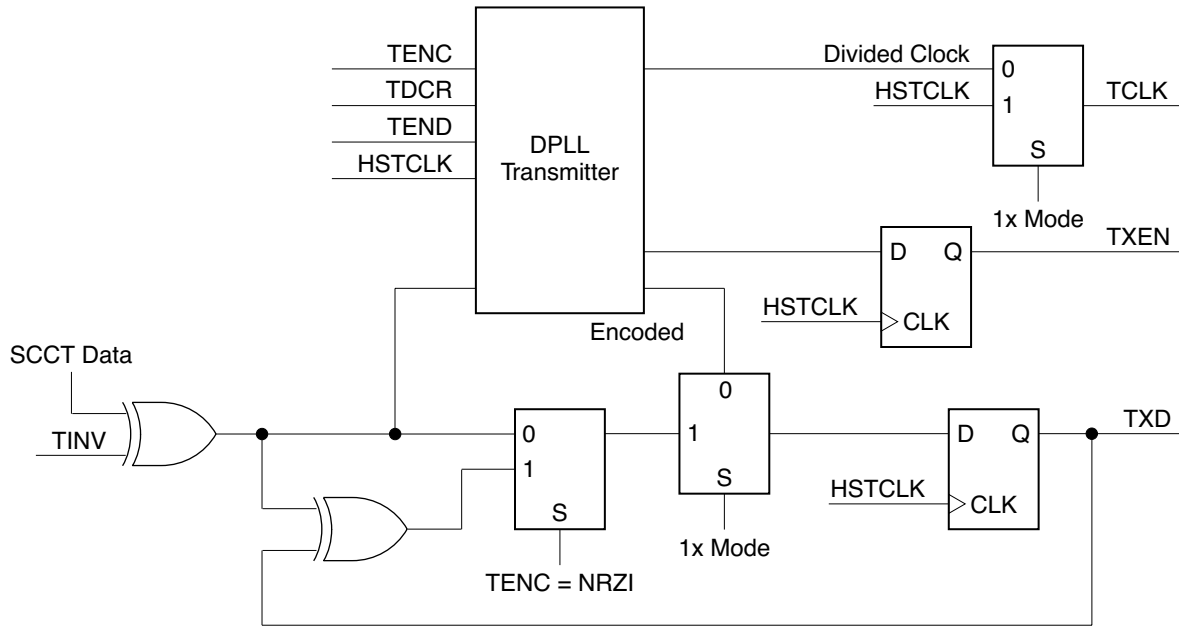 TENC
TDCR
TEND
HSTCLK
DPLL
Transmitter
Divided Clock
HSTCLK
0
1
S
TCLK
1x Mode
D
Q
TXEN
HSTCLK
CLK
Encoded
SCCT Data
TINV
0
1
S
TENC = NRZI
0
1
S
1x Mode
D
Q
TXD
HSTCLK
CLK